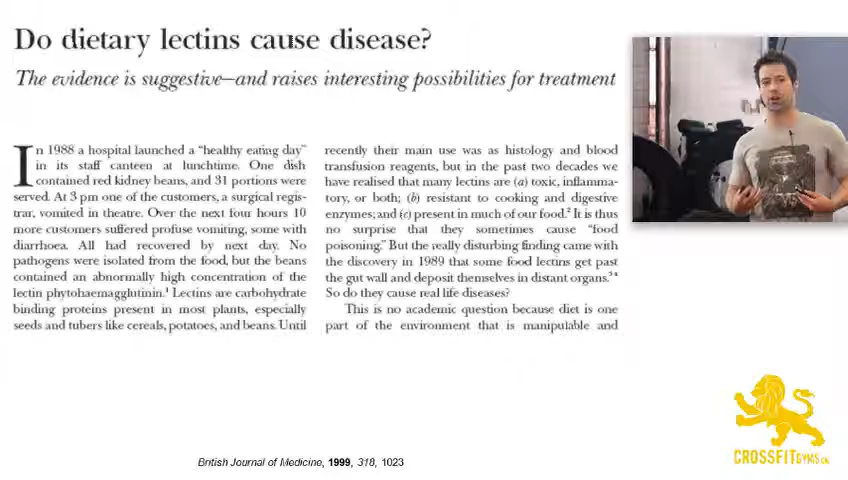 Do dietary lectins cause disease?
The evidence is suggestive—and raises interesting possibilities for treatment
In 1988 a hospital launched a "healthy eating day"
in its staff canteen at lunchtime. One dish
contained red kidney beans, and 31 portions were
served. At 3 pm one of the customers, a surgical regis-
trar, vomited in theatre. Over the next four hours 10
more customers suffered profuse vomiting, some with
diarrhoea. All had recovered by next day. No
pathogens were isolated from the food, but the beans
contained an abnormally high concentration of the
lectin phytohaemagglutinin.¹ Lectins are carbohydrate
binding proteins present in most plants, especially
seeds and tubers like cereals, potatoes, and beans. Until
recently their main use was as histology and blood
transfusion reagents, but in the past two decades we
have realised that many lectins are (a) toxic, inflamma-
tory, or both; (b) resistant to cooking and digestive
enzymes; and (c) present in much of our food.² It is thus
no surprise that they sometimes cause "food
poisoning." But the really disturbing finding came with
the discovery in 1989 that some food lectins get past
the gut wall and deposit themselves in distant organs.³ ⁴
So do they cause real life diseases?
This is no academic question because diet is one
part of the environment that is manipulable and
British Journal of Medicine, 1999, 318, 1023
CROSSFITGYMS.CA